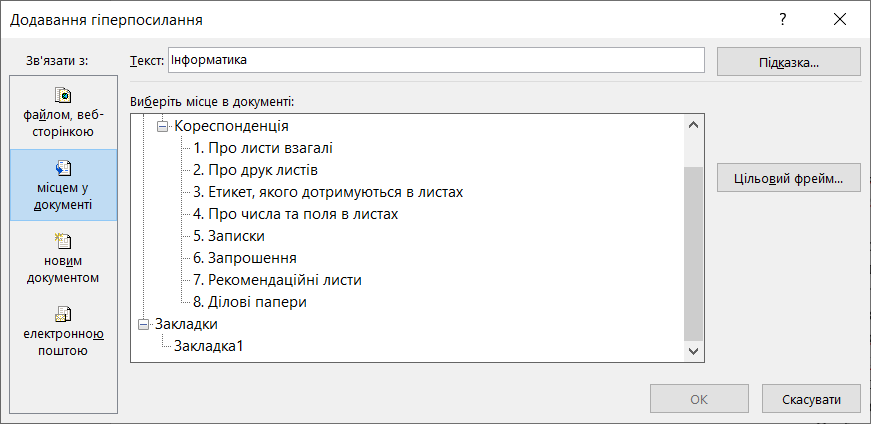 Додавання гіперпосилання
?
Зв'язати з:
Текст: Інформатика
Підказка...
файлом, веб-
сторінкою
місцем у
документі
новим
документом
електронною
поштою
Виберіть місце в документі:
Кореспонденція
1. Про листи взагалі
2. Про друк листів
3. Етикет, якого дотримуються в листах
4. Про числа та поля в листах
5. Записки
6. Запрошення
7. Рекомендаційні листи
8. Ділові папери
Закладки
Закладка1
Цільовий фрейм...
ОК
Скасувати